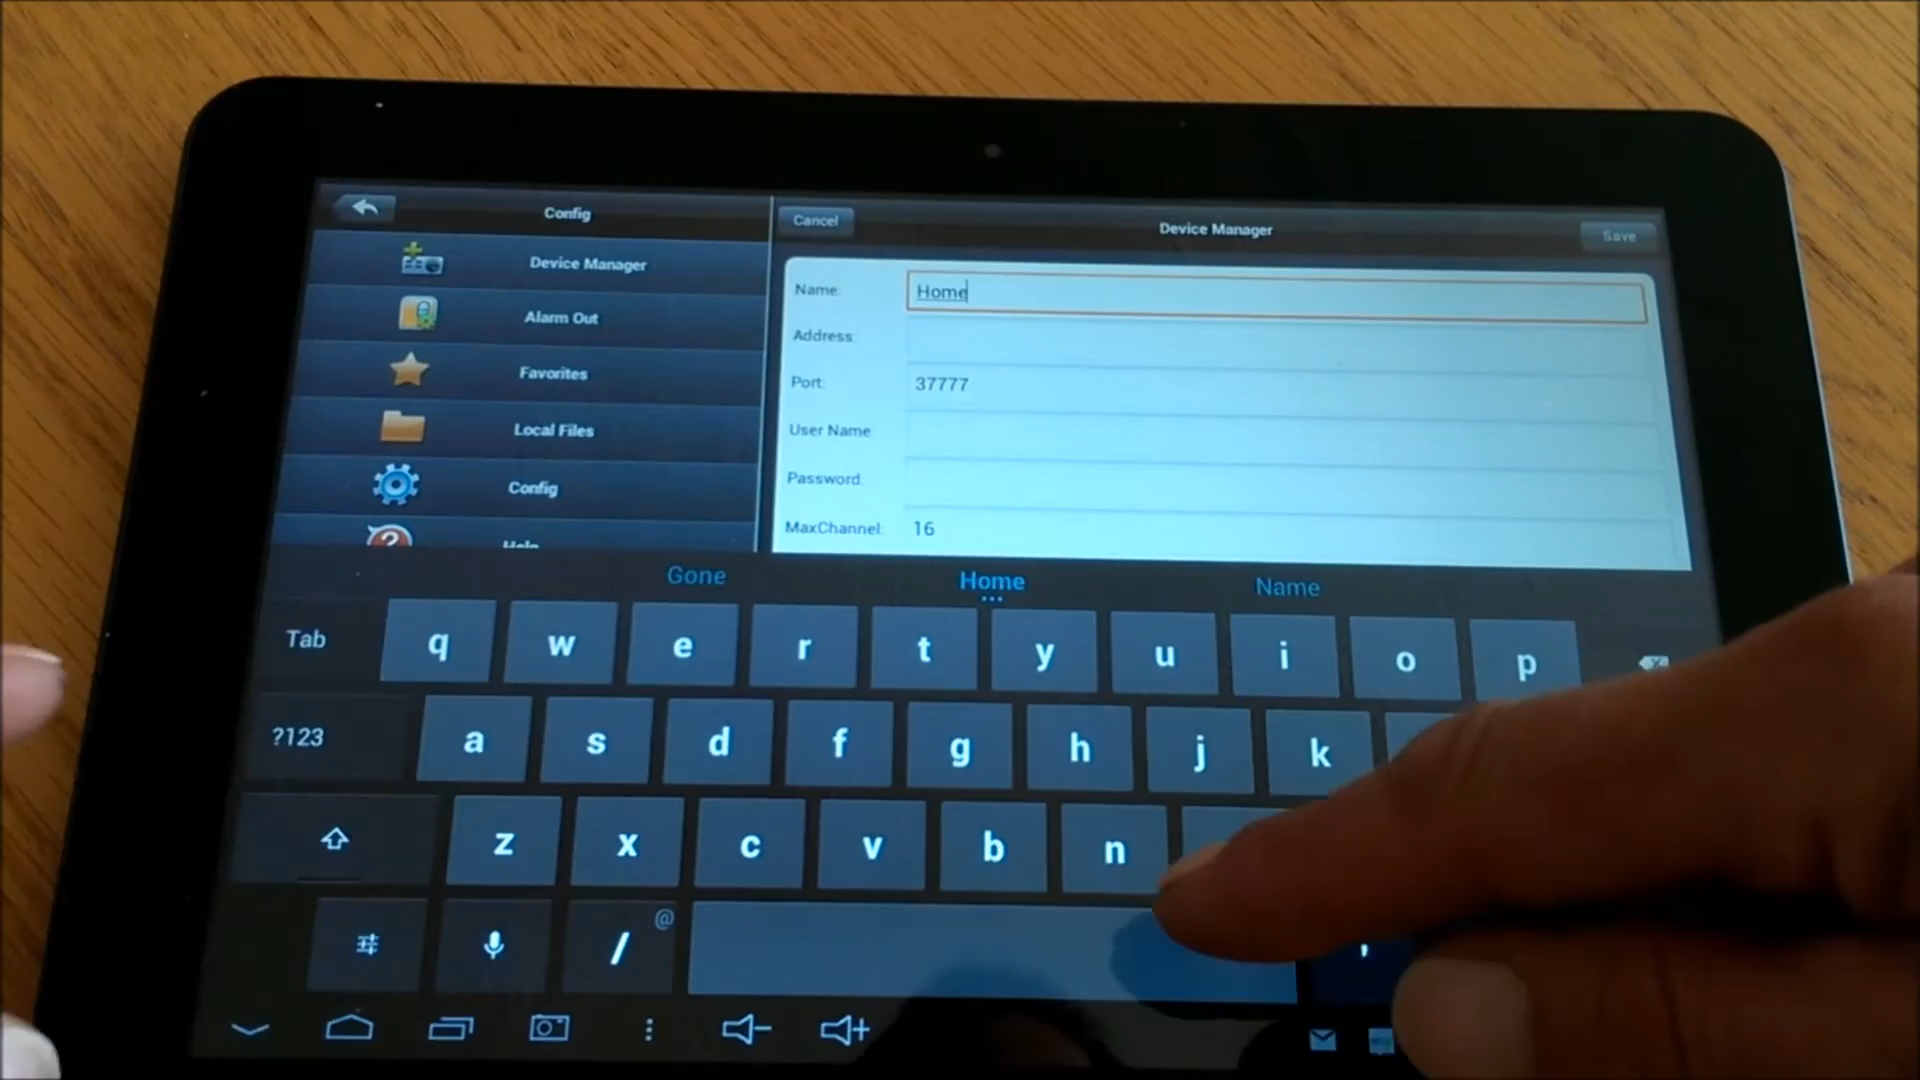 Config
Cancel
Device Manager
Save
Device Manager
Alarm Out
Favorites
Local Files
Config
Help
Name: Home
Address:
Port: 37777
User Name:
Password:
MaxChannel: 16
Gone Home Name
Tab q w e r t y u i o p
?123 a s d f g h j k
z x c v b n
@
/ ,